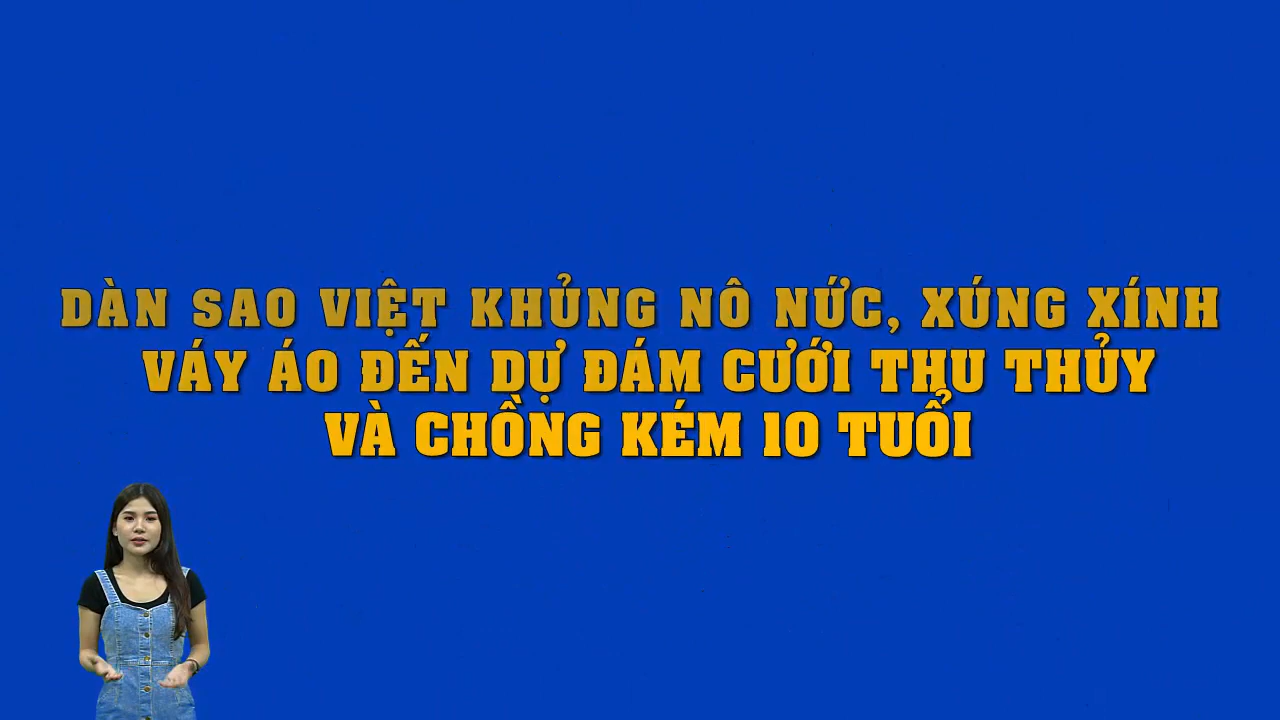 DÀN SAO VIỆT KHỦNG NÔ NỨC, XÚNG XÍNH
VÁY ÁO ĐẾN DỰ ĐÁM CƯỚI THU THỦY
VÀ CHỒNG KÉM 10 TUỔI